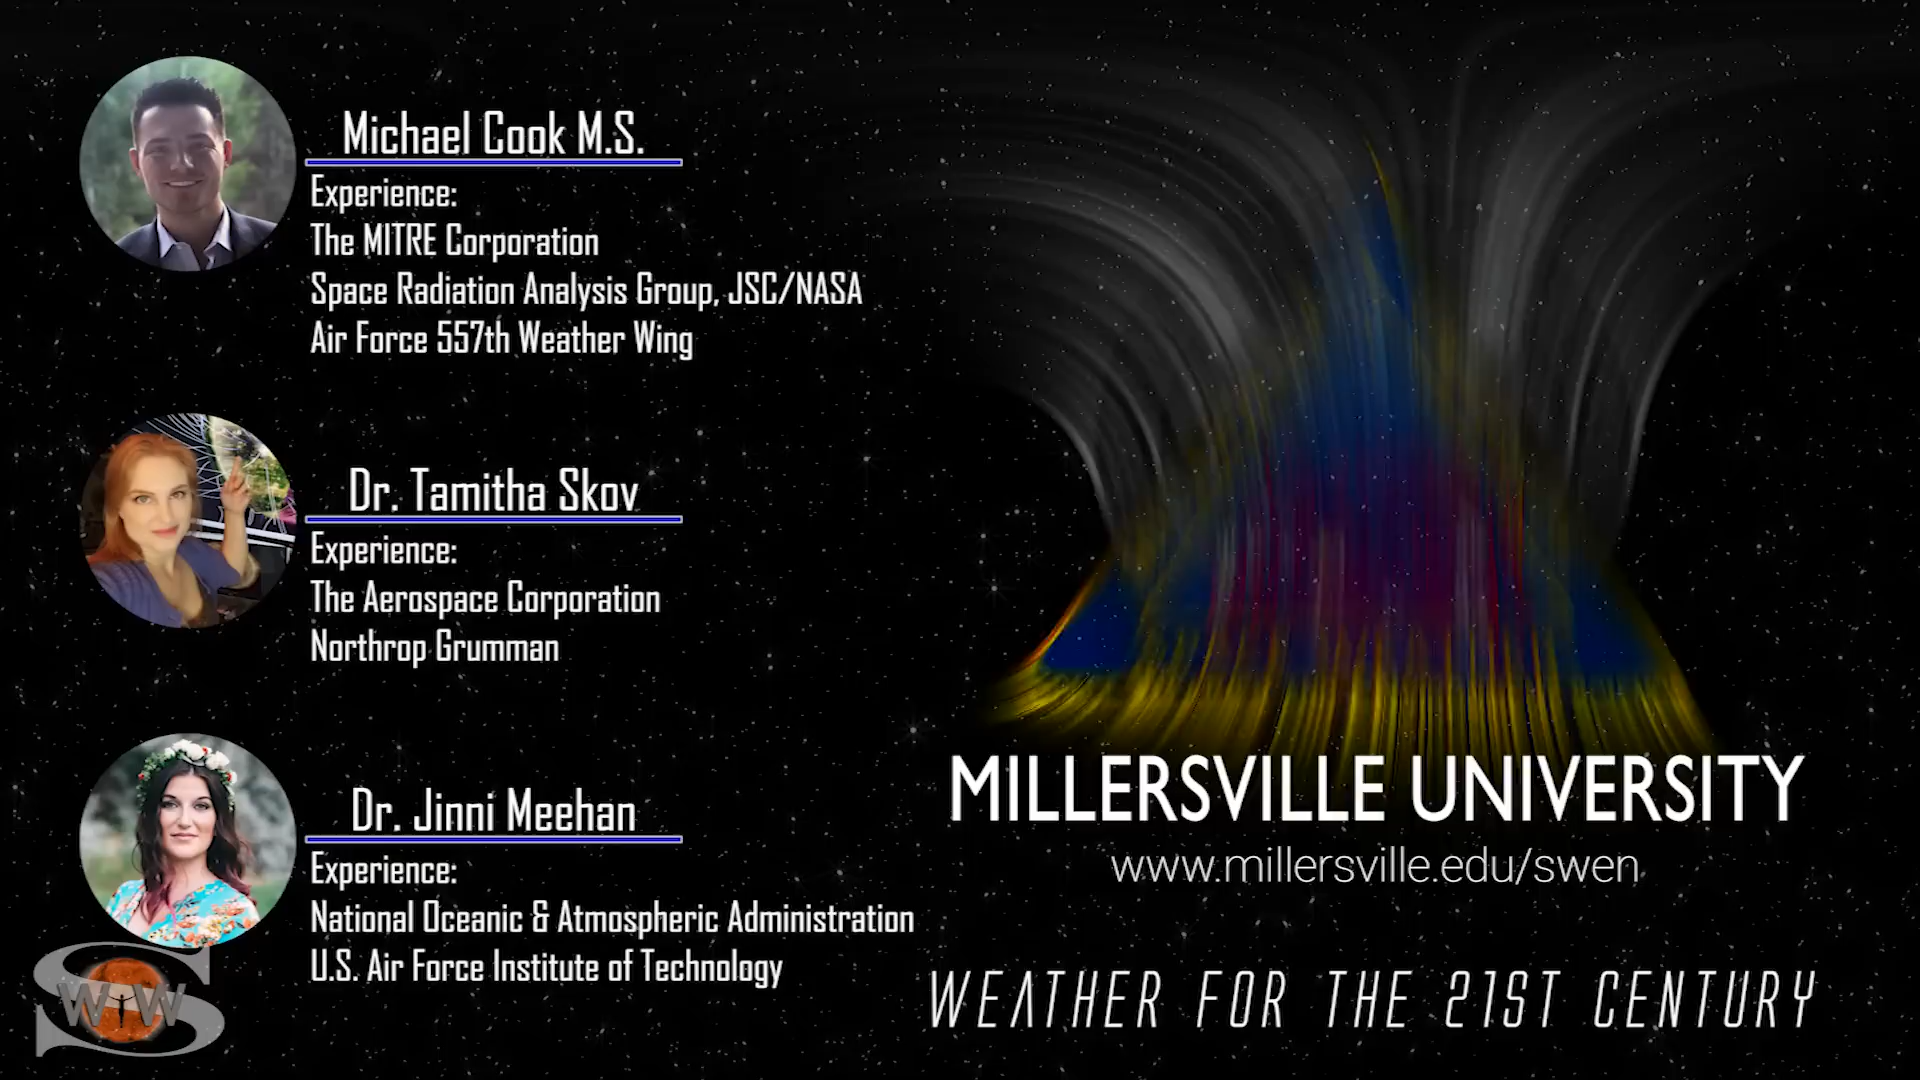 Michael Cook M.S.
Experience:
The MITRE Corporation
Space Radiation Analysis Group, JSC/NASA
Air Force 557th Weather Wing
Dr. Tamitha Skov
Experience:
The Aerospace Corporation
Northrop Grumman
Dr. Jinni Meehan
Experience:
National Oceanic & Atmospheric Administration
U.S. Air Force Institute of Technology
S
WW
MILLERSVILLE UNIVERSITY
www.millersville.edu/swen
WEATHER FOR THE 21ST CENTURY